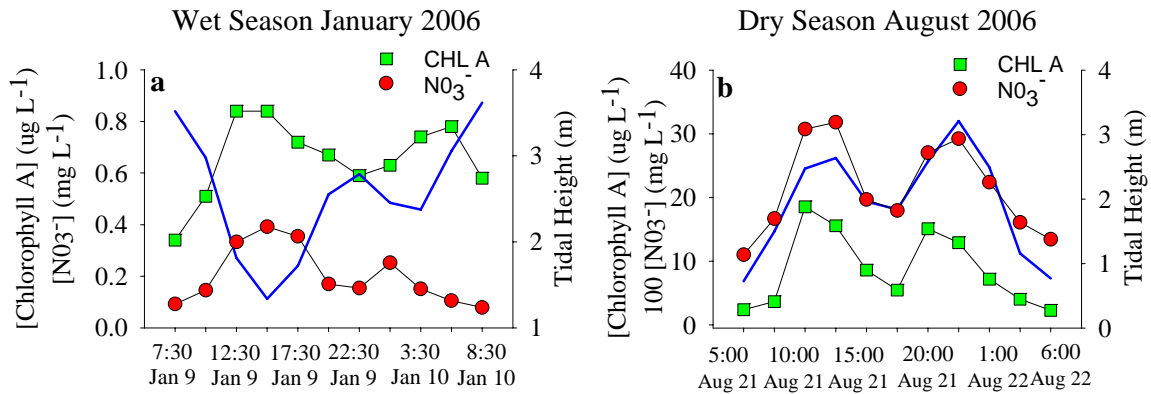 Wet Season January 2006
a
CHL A
N0₃⁻
[Chlorophyll A] (ug L⁻¹)
[N03⁻] (mg L⁻¹)
1.0
0.8
0.6
0.4
0.2
0.0
4
3
2
1
Tidal Height (m)
7:30 12:30 17:30 22:30 3:30 8:30
Jan 9 Jan 9 Jan 9 Jan 9 Jan 10 Jan 10
Dry Season August 2006
b
CHL A
N0₃⁻
[Chlorophyll A] (ug L⁻¹)
100 [N03⁻] (mg L⁻¹)
40
30
20
10
0
4
3
2
1
0
Tidal Height (m)
5:00 10:00 15:00 20:00 1:00 6:00
Aug 21 Aug 21 Aug 21 Aug 21 Aug 22 Aug 22